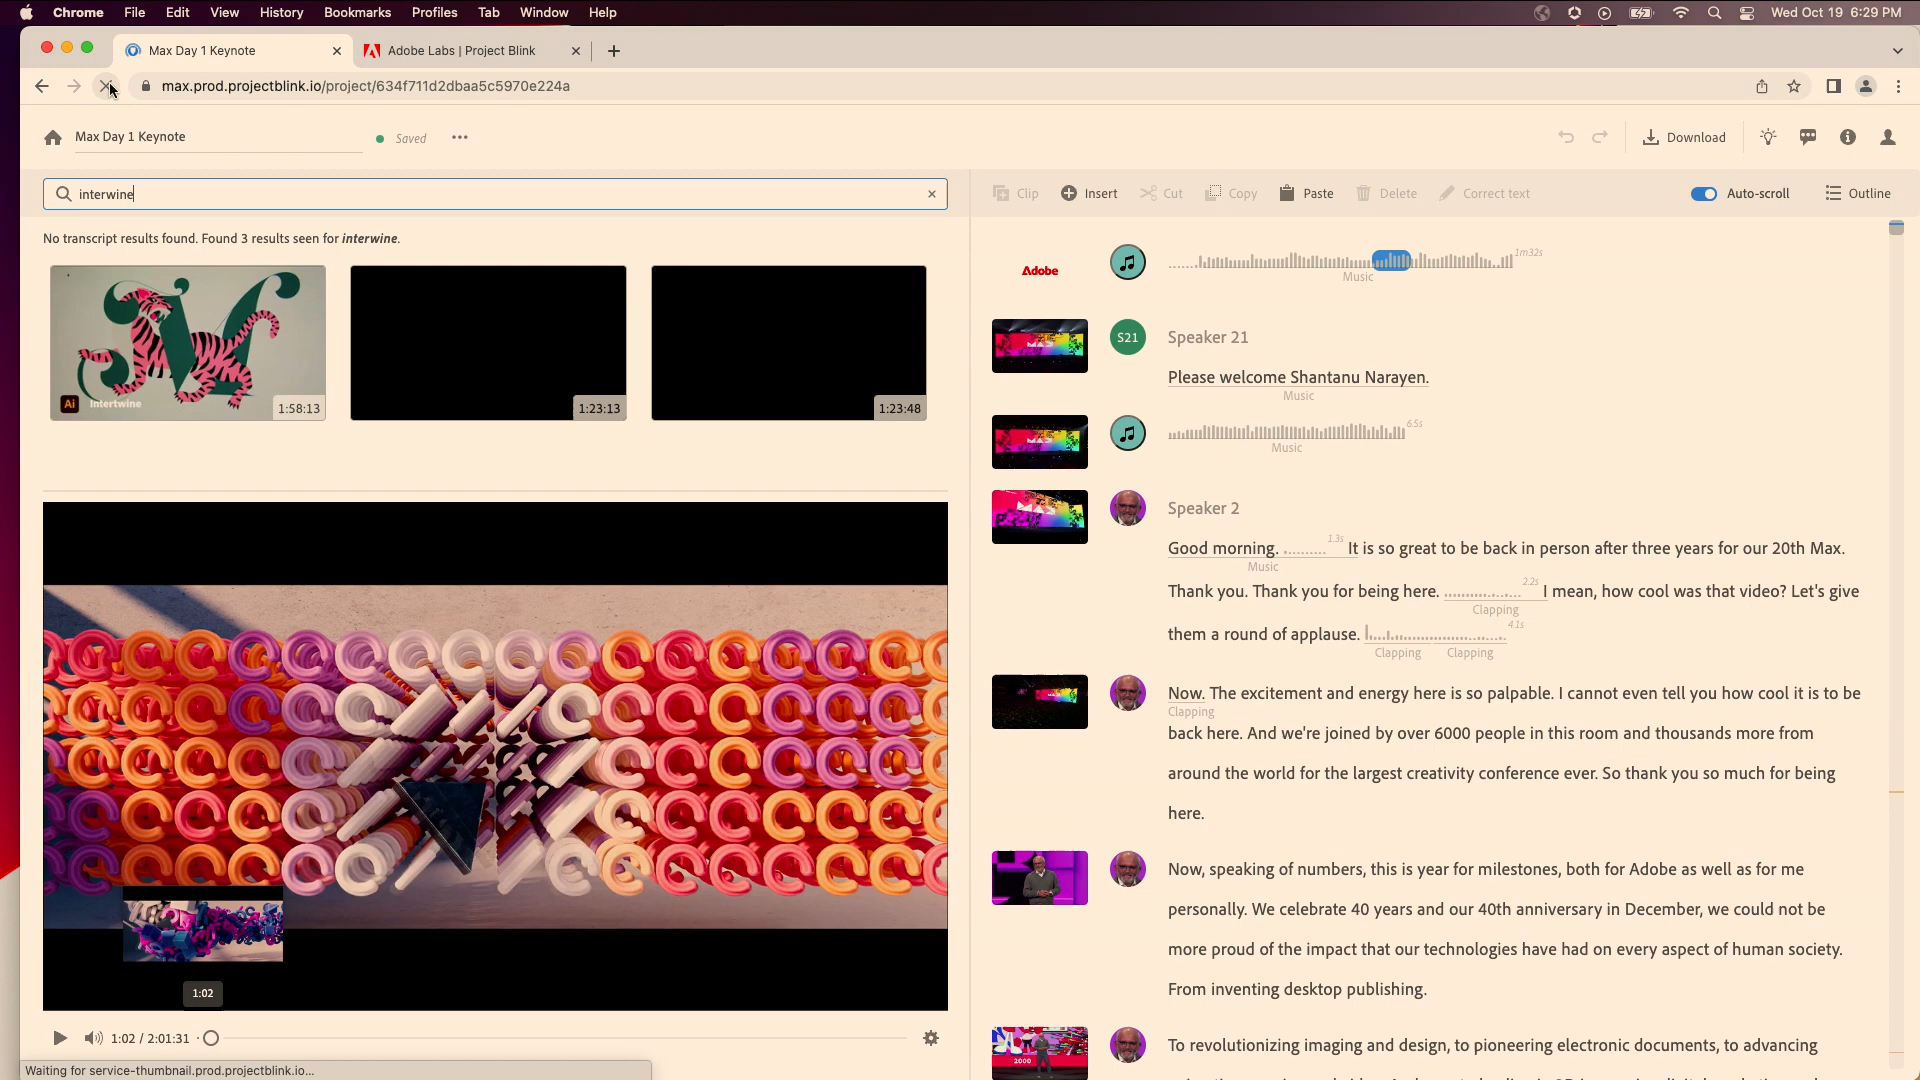 Chrome File Edit View History Bookmarks Profiles Tab Window Help Wed Oct 19 6:29 PM
Max Day 1 Keynote Adobe Labs | Project Blink
max.prod.projectblink.io/project/634f711d2dbaa5c5970e224a
Max Day 1 Keynote Saved Download
interwine
No transcript results found. Found 3 results seen for interwine.
Ai Intertwine 1:58:13
1:23:13
1:23:48
1:02
1:02 / 2:01:31
Waiting for service-thumbnail.prod.projectblink.io...
Clip Insert Cut Copy Paste Delete Correct text Auto-scroll Outline
Adobe
1m32s
Music
S21 Speaker 21
Please welcome Shantanu Narayen.
Music
6.5s
Music
Speaker 2
Good morning. 1.3s It is so great to be back in person after three years for our 20th Max.
Music
Thank you. Thank you for being here. 2.2s I mean, how cool was that video? Let's give
Clapping
them a round of applause. 4.1s
Clapping Clapping
Now. The excitement and energy here is so palpable. I cannot even tell you how cool it is to be
Clapping
back here. And we're joined by over 6000 people in this room and thousands more from
around the world for the largest creativity conference ever. So thank you so much for being
here.
Now, speaking of numbers, this is year for milestones, both for Adobe as well as for me
personally. We celebrate 40 years and our 40th anniversary in December, we could not be
more proud of the impact that our technologies have had on every aspect of human society.
From inventing desktop publishing.
2000
To revolutionizing imaging and design, to pioneering electronic documents, to advancing